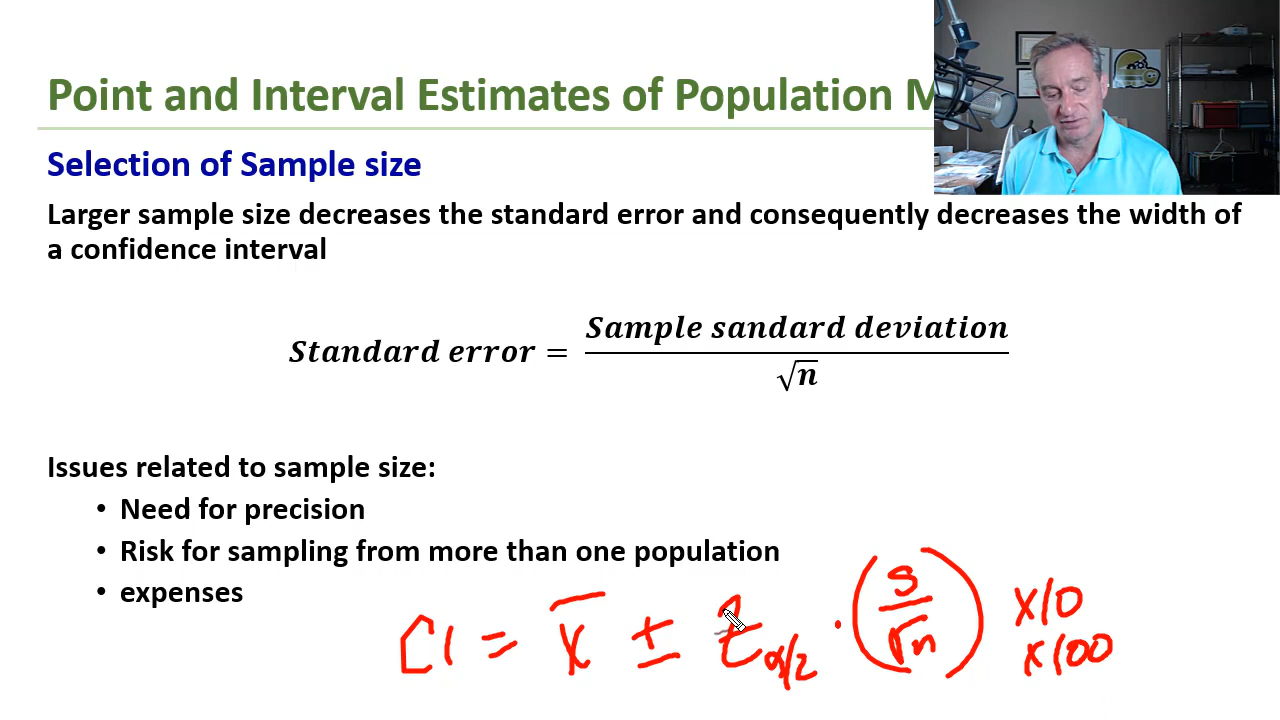 Point and Interval Estimates of Population M
Selection of Sample size
Larger sample size decreases the standard error and consequently decreases the width of
a confidence interval
Standard error = Sample sandard deviation / √n
Issues related to sample size:
• Need for precision
• Risk for sampling from more than one population
• expenses
CI = x̄ ± t α/2 · (s/√n) x10
x100